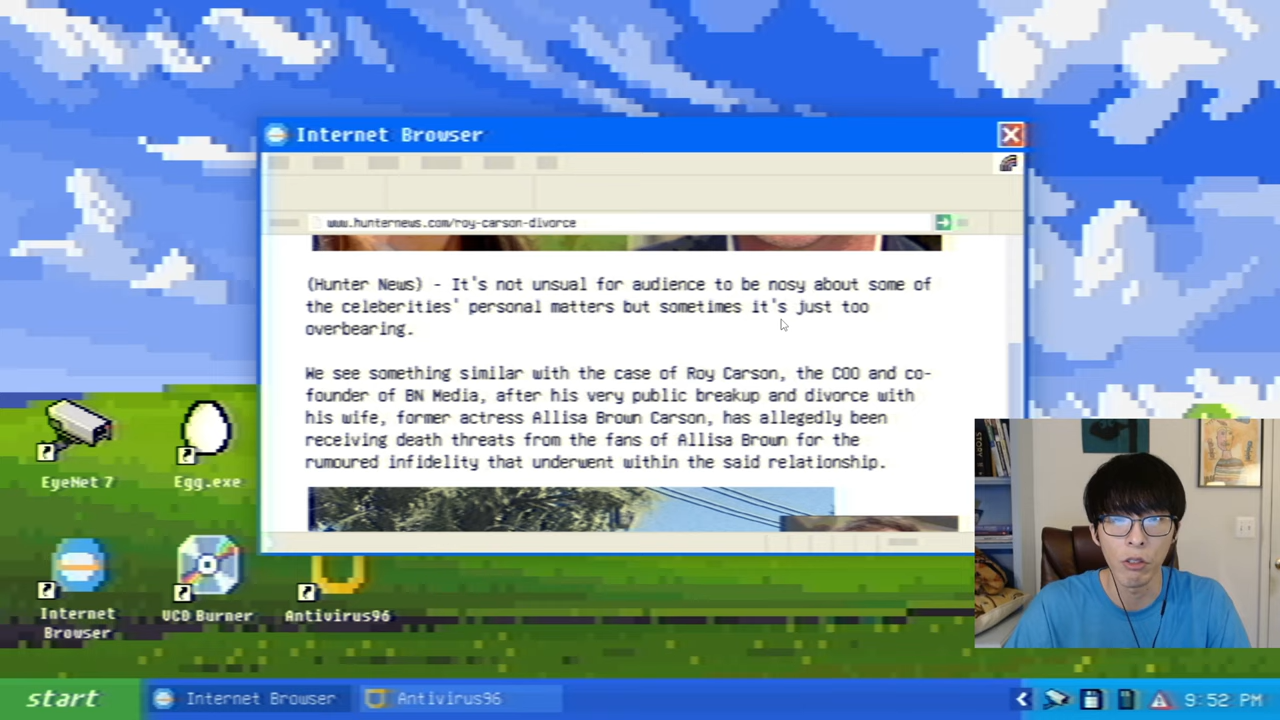 Internet Browser
www.hunternews.com/roy-carson-divorce
(Hunter News) - It's not unsual for audience to be nosy about some of
the celeberities' personal matters but sometimes it's just too
overbearing.
We see something similar with the case of Roy Carson, the COO and co-
founder of BN Media, after his very public breakup and divorce with
his wife, former actress Allisa Brown Carson, has allegedly been
receiving death threats from the fans of Allisa Brown for the
rumoured infidelity that underwent within the said relationship.
EyeNet 7
Egg.exe
Internet
Browser
VCD Burner
Antivirus96
start
Internet Browser
Antivirus96
9:52 PM